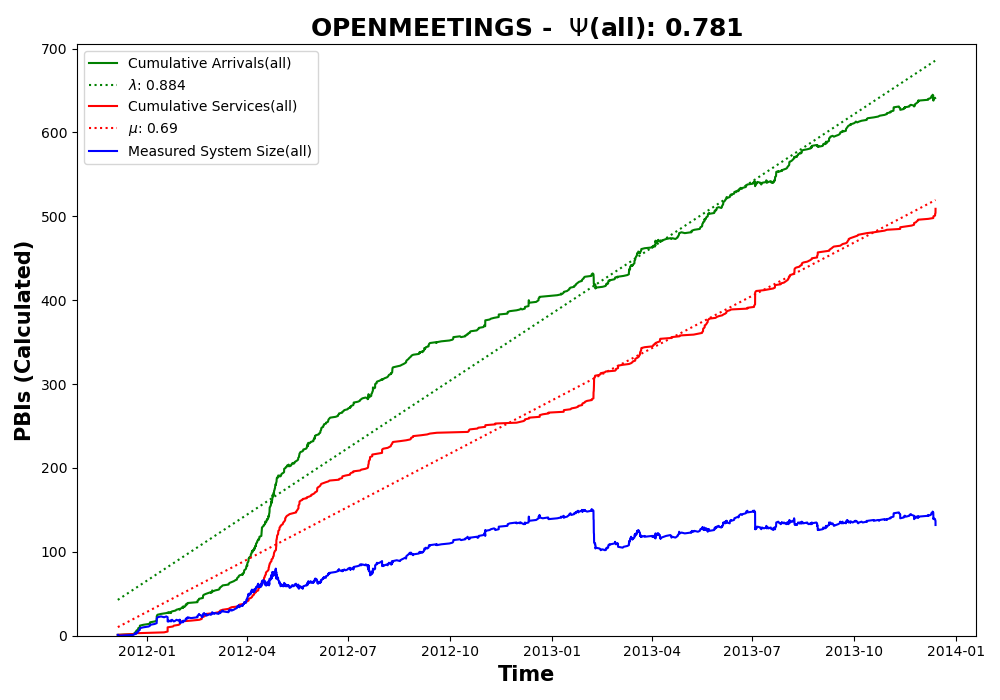 OPENMEETINGS - Ψ(all): 0.781
Cumulative Arrivals(all)
λ: 0.884
Cumulative Services(all)
μ: 0.69
Measured System Size(all)
PBIs (Calculated)
700
600
500
400
300
200
100
0
2012-01 2012-04 2012-07 2012-10 2013-01 2013-04 2013-07 2013-10 2014-01
Time